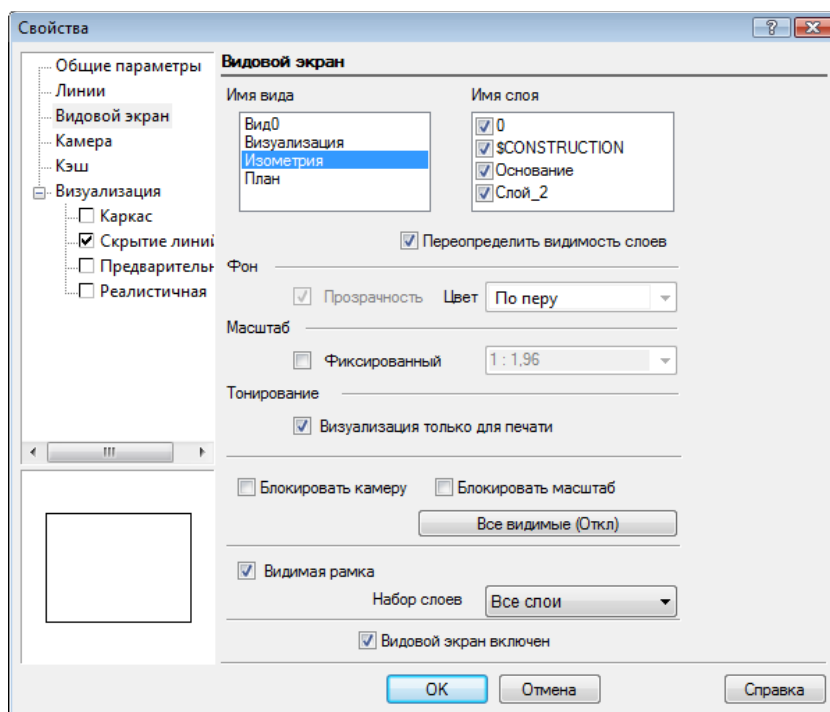 Свойства
Общие параметры
Линии
Видовой экран
Камера
Кэш
Визуализация
Каркас
Скрытие линий
Предварительн
Реалистичная
Видовой экран
Имя вида
Вид0
Визуализация
Изометрия
План
Имя слоя
0
$CONSTRUCTION
Основание
Слой_2
Переопределить видимость слоев
Фон
Прозрачность Цвет По перу
Масштаб
Фиксированный 1 : 1,96
Тонирование
Визуализация только для печати
Блокировать камеру Блокировать масштаб
Все видимые (Откл)
Видимая рамка
Набор слоев Все слои
Видовой экран включен
OK Отмена Справка